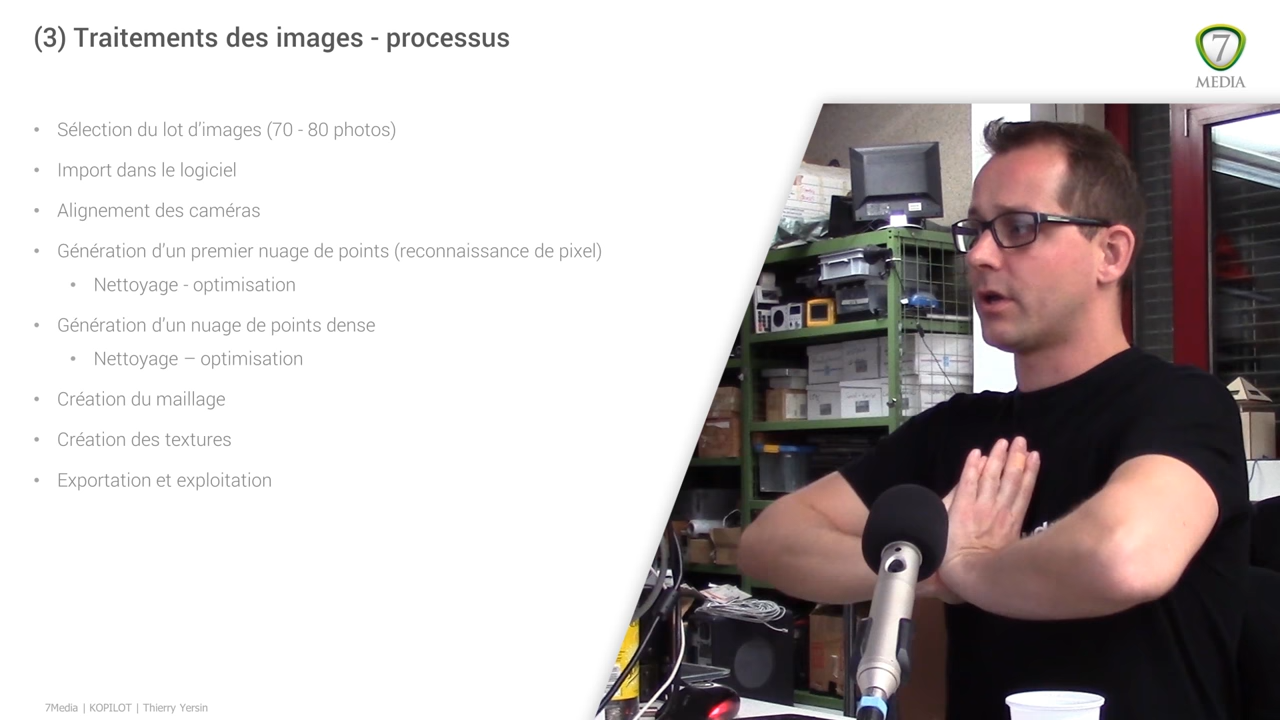 (3) Traitements des images - processus
7
MEDIA
• Sélection du lot d'images (70 - 80 photos)
• Import dans le logiciel
• Alignement des caméras
• Génération d'un premier nuage de points (reconnaissance de pixel)
• Nettoyage - optimisation
• Génération d'un nuage de points dense
• Nettoyage – optimisation
• Création du maillage
• Création des textures
• Exportation et exploitation
7Media | KOPILOT | Thierry Yersin